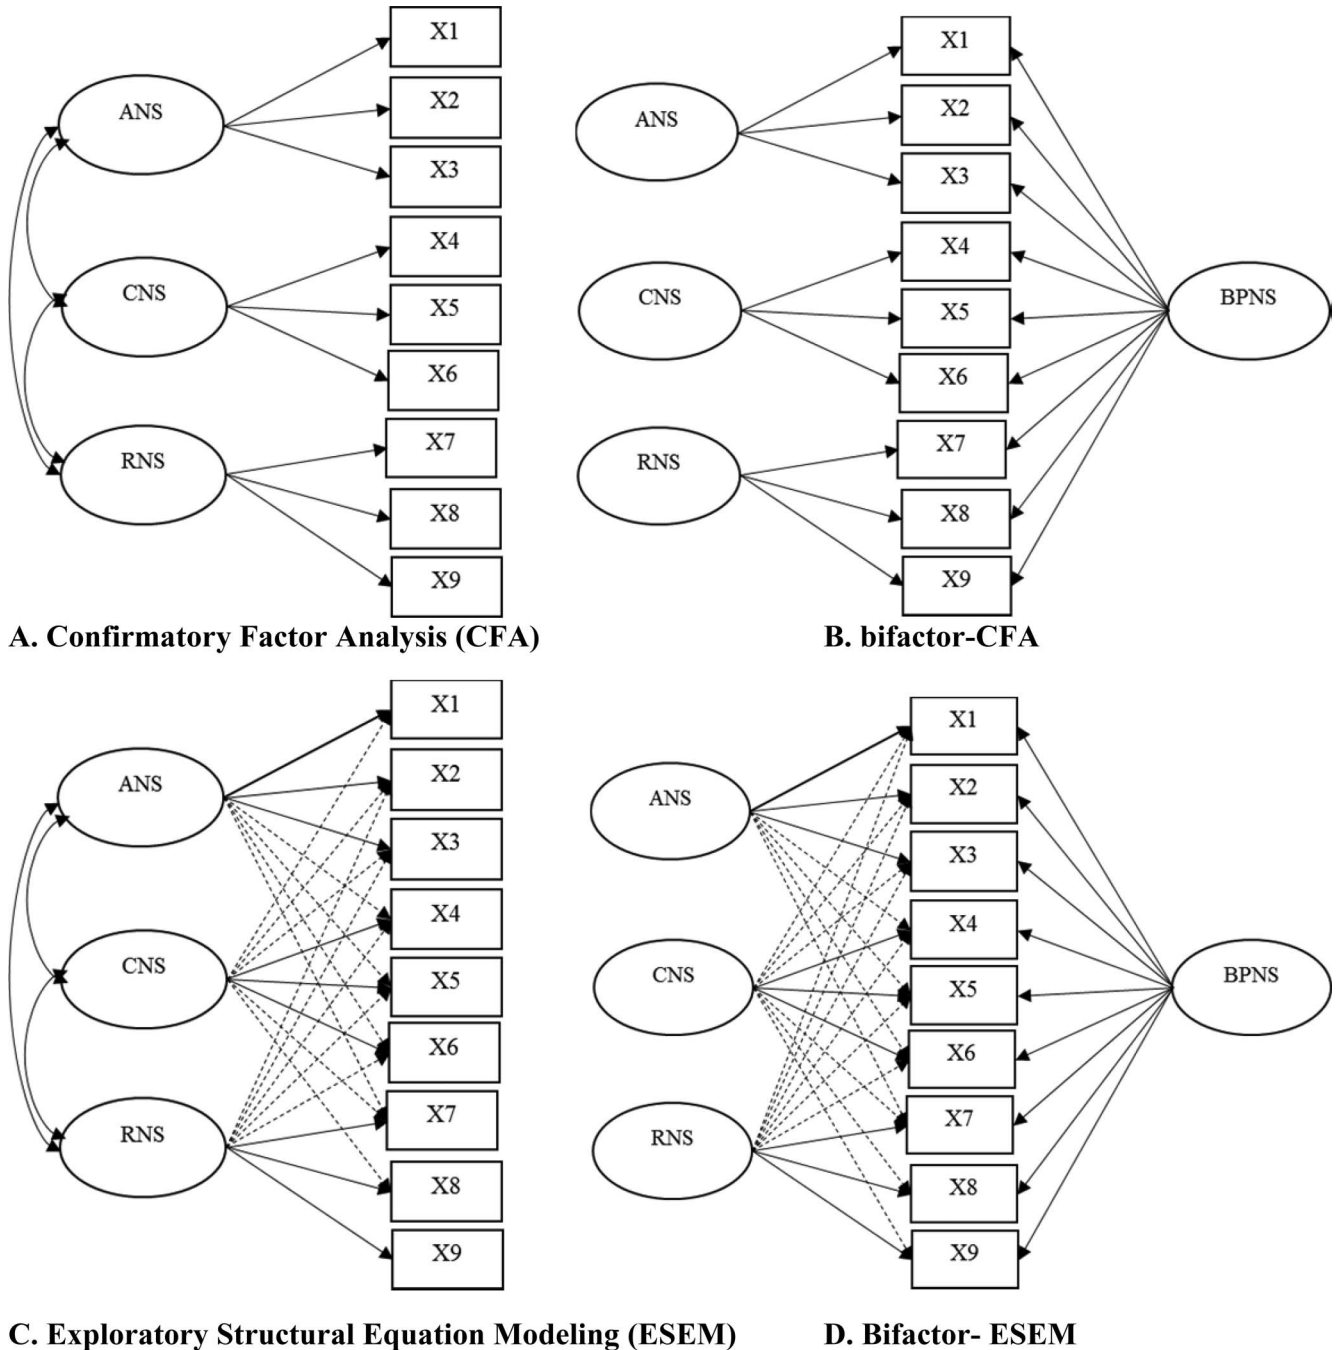 X1
X2
X3
X4
X5
X6
X7
X8
X9
ANS
CNS
RNS
A. Confirmatory Factor Analysis (CFA)
X1
X2
X3
X4
X5
X6
X7
X8
X9
ANS
CNS
RNS
BPNS
B. bifactor-CFA
X1
X2
X3
X4
X5
X6
X7
X8
X9
ANS
CNS
RNS
C. Exploratory Structural Equation Modeling (ESEM)
X1
X2
X3
X4
X5
X6
X7
X8
X9
ANS
CNS
RNS
BPNS
D. Bifactor- ESEM